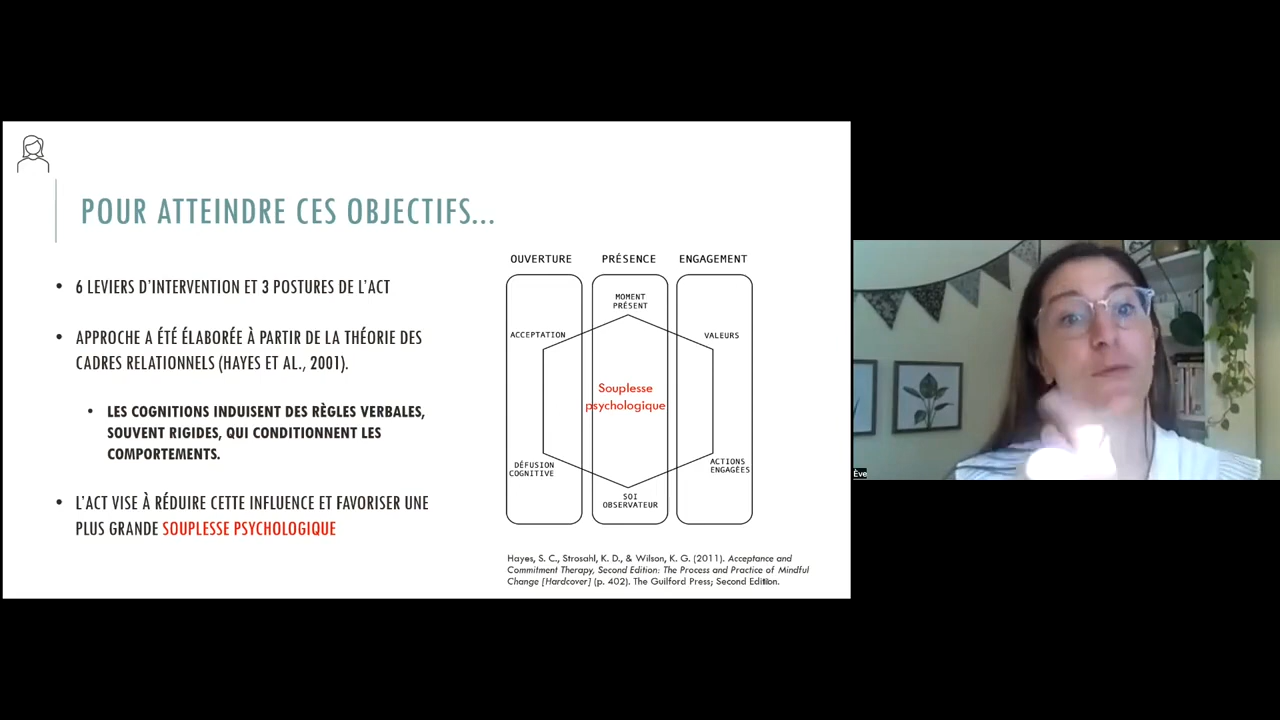 POUR ATTEINDRE CES OBJECTIFS...
• 6 LEVIERS D'INTERVENTION ET 3 POSTURES DE L'ACT
• APPROCHE A ÉTÉ ÉLABORÉE À PARTIR DE LA THÉORIE DES
CADRES RELATIONNELS (HAYES ET AL., 2001).
• LES COGNITIONS INDUISENT DES RÈGLES VERBALES,
SOUVENT RIGIDES, QUI CONDITIONNENT LES
COMPORTEMENTS.
• L'ACT VISE À RÉDUIRE CETTE INFLUENCE ET FAVORISER UNE
PLUS GRANDE SOUPLESSE PSYCHOLOGIQUE
OUVERTURE PRÉSENCE ENGAGEMENT
MOMENT
PRÉSENT
ACCEPTATION
VALEURS
Souplesse
psychologique
DÉFUSION
COGNITIVE
ACTIONS
ENGAGÉES
SOI
OBSERVATEUR
Hayes, S. C., Strosahl, K. D., & Wilson, K. G. (2011). Acceptance and
Commitment Therapy, Second Edition: The Process and Practice of Mindful
Change [Hardcover] (p. 402). The Guilford Press; Second Edition.
Ève